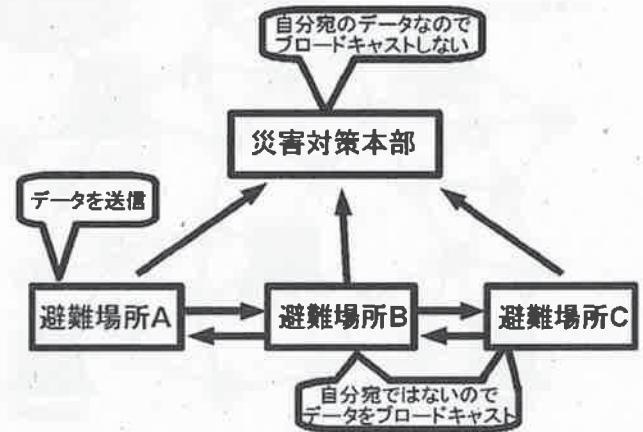 自分宛のデータなので
ブロードキャストしない
災害対策本部
データを送信
避難場所A
避難場所B
避難場所C
自分宛ではないので
データをブロードキャスト